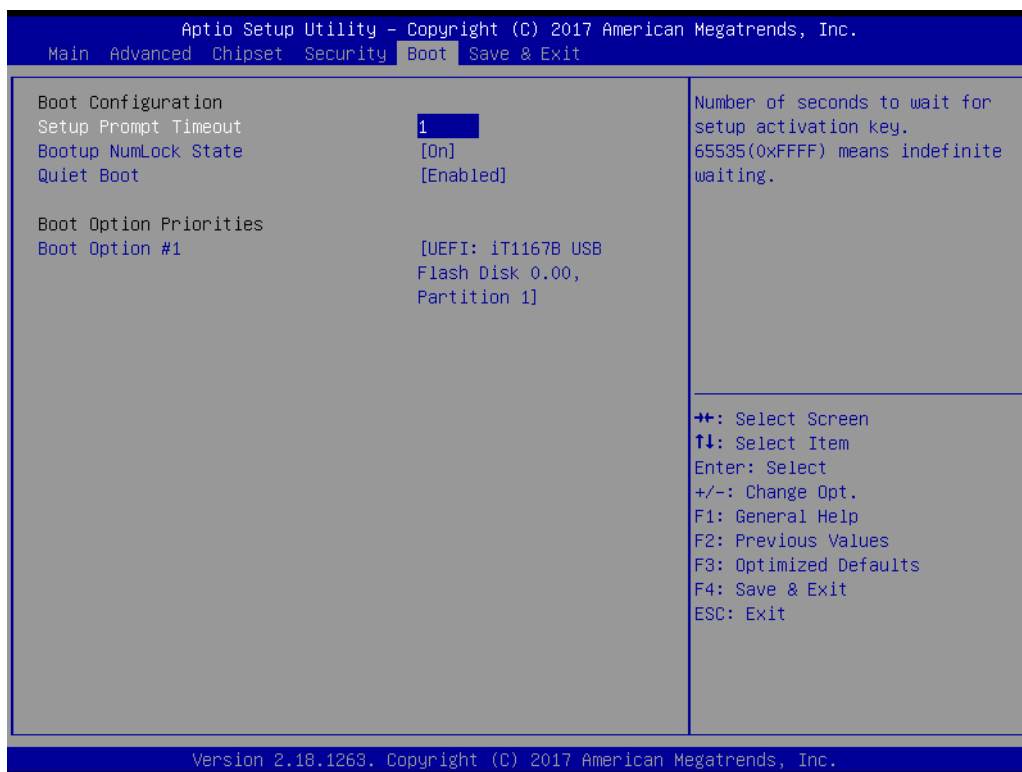 Aptio Setup Utility – Copyright (C) 2017 American Megatrends, Inc.
Main Advanced Chipset Security Boot Save & Exit
Boot Configuration
Setup Prompt Timeout 1
Bootup NumLock State [On]
Quiet Boot [Enabled]
Boot Option Priorities
Boot Option #1 [UEFI: iT1167B USB
Flash Disk 0.00,
Partition 1]
Number of seconds to wait for
setup activation key.
65535(0xFFFF) means indefinite
waiting.
→←: Select Screen
↑↓: Select Item
Enter: Select
+/-: Change Opt.
F1: General Help
F2: Previous Values
F3: Optimized Defaults
F4: Save & Exit
ESC: Exit
Version 2.18.1263. Copyright (C) 2017 American Megatrends, Inc.